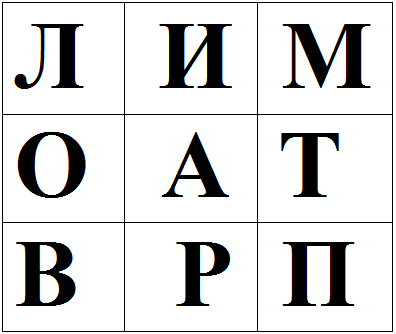 Л И М
О А Т
В Р П